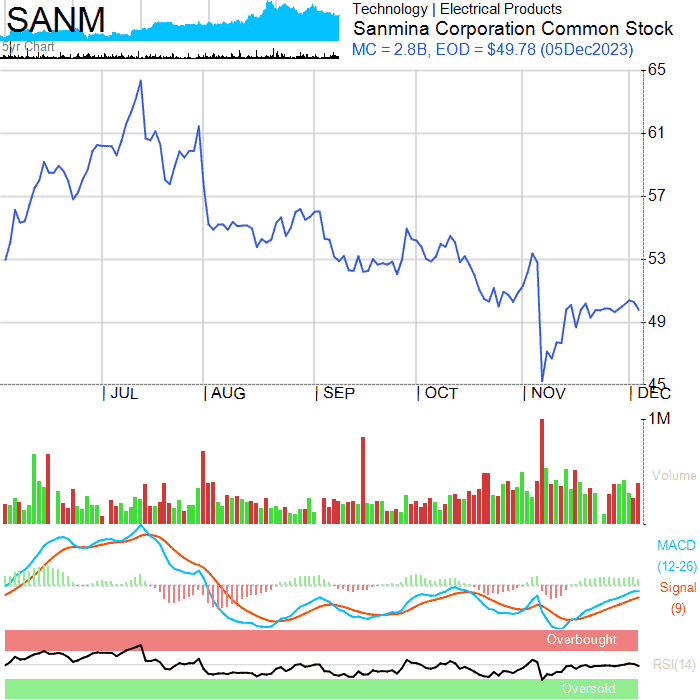 SANM
5yr Chart
Technology | Electrical Products
Sanmina Corporation Common Stock
MC = 2.8B, EOD = $49.78 (05Dec2023)
65
61
57
53
49
45
JUL AUG SEP OCT NOV DEC
1M
Volume
MACD
(12-26)
Signal
(9)
Overbought
RSI(14)
Oversold